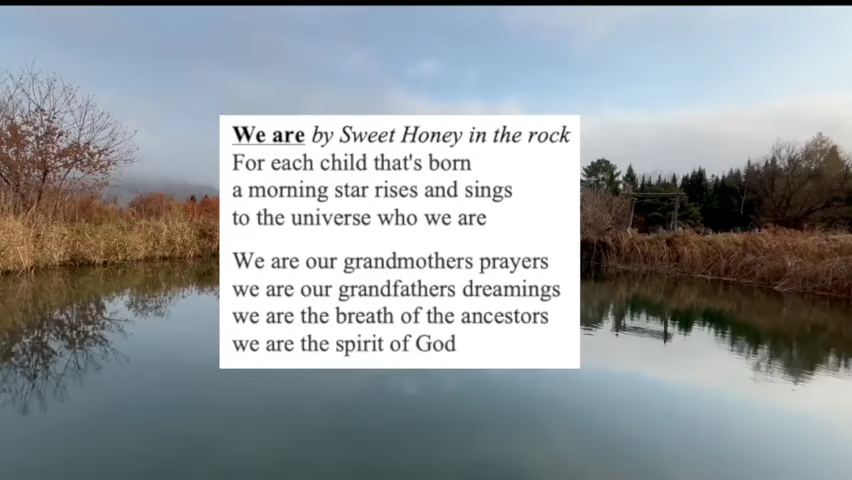 We are by Sweet Honey in the rock
For each child that's born
a morning star rises and sings
to the universe who we are
We are our grandmothers prayers
we are our grandfathers dreamings
we are the breath of the ancestors
we are the spirit of God